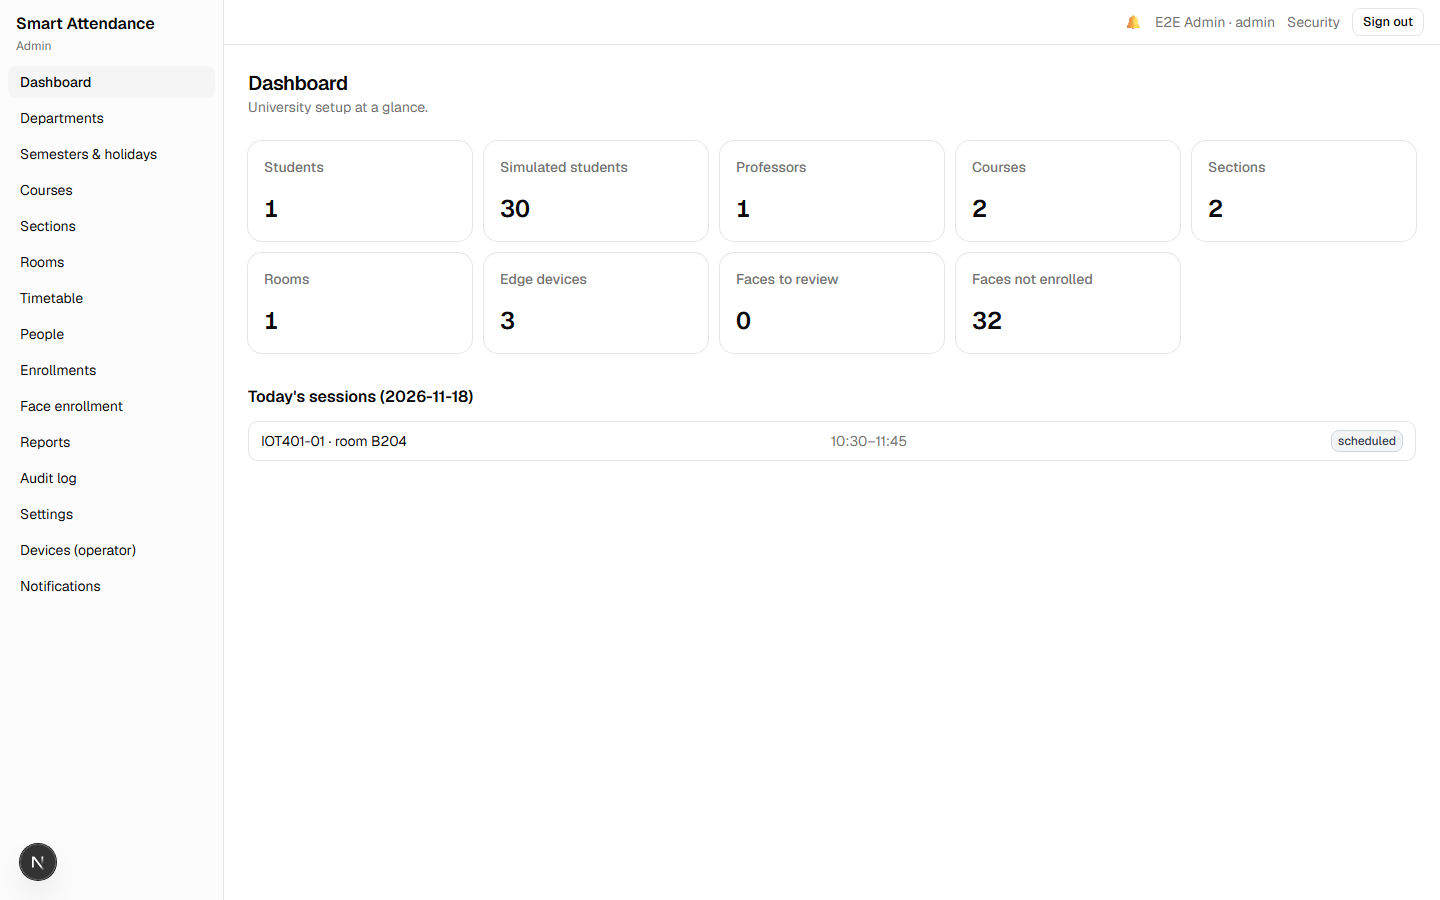 Smart Attendance
Admin
Dashboard
Departments
Semesters & holidays
Courses
Sections
Rooms
Timetable
People
Enrollments
Face enrollment
Reports
Audit log
Settings
Devices (operator)
Notifications
N
E2E Admin · admin Security Sign out
Dashboard
University setup at a glance.
Students Simulated students Professors Courses Sections
1 30 1 2 2
Rooms Edge devices Faces to review Faces not enrolled
1 3 0 32
Today's sessions (2026-11-18)
IOT401-01 · room B204 10:30–11:45 scheduled